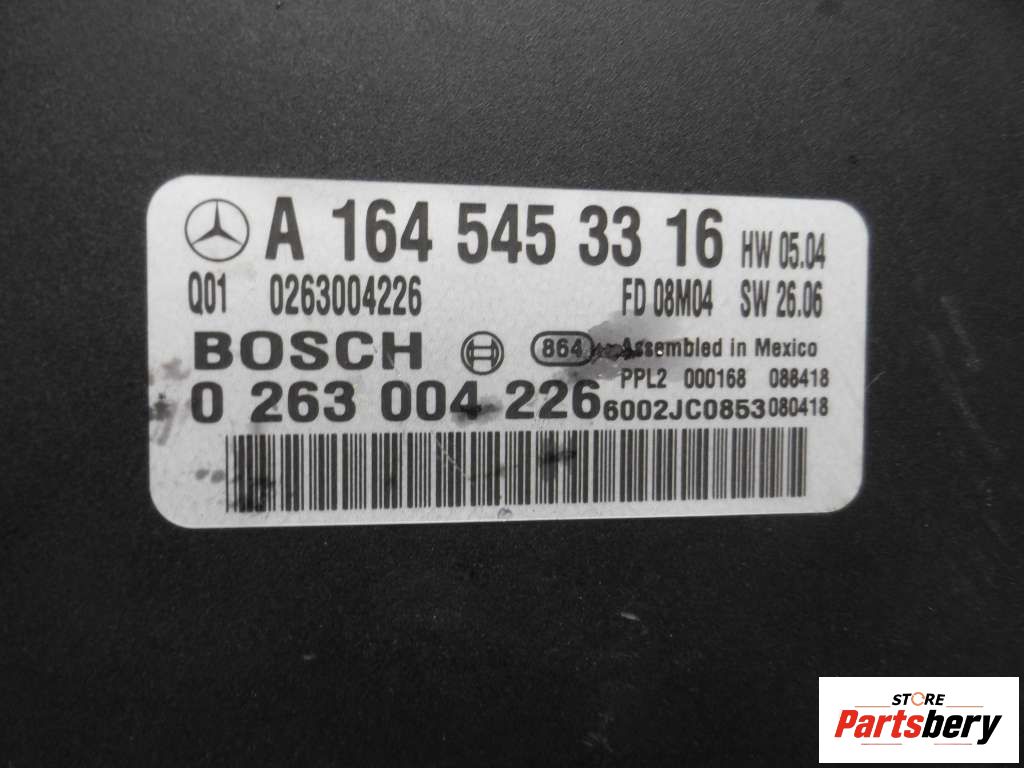 A 164 545 33 16 HW 05.04
Q01 0263004226 FD 08M04 SW 26.06
BOSCH 864 Assembled in Mexico
PPL2 000168 088418
0 263 004 226 6002JC0853 080418
STORE
Partsbery